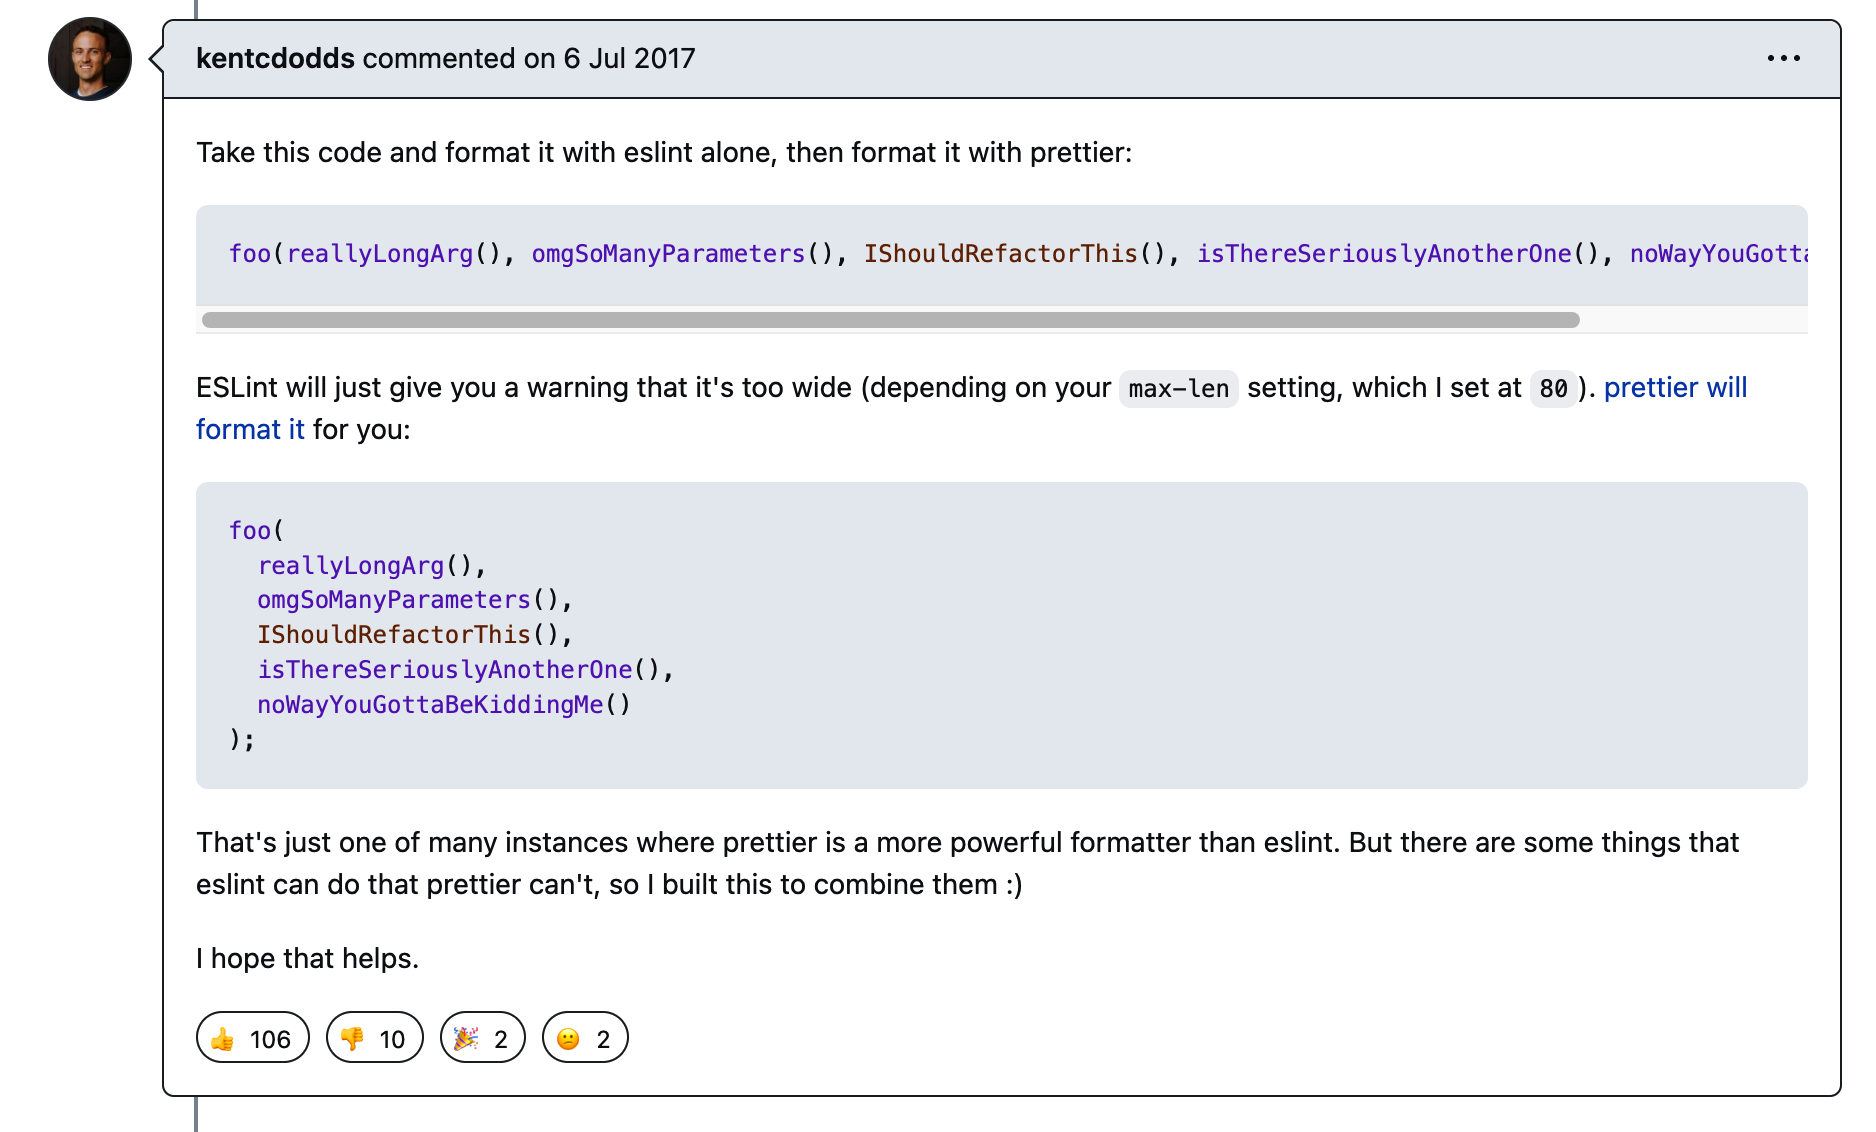 kentcdodds commented on 6 Jul 2017
Take this code and format it with eslint alone, then format it with prettier:
foo(reallyLongArg(), omgSoManyParameters(), IShouldRefactorThis(), isThereSeriouslyAnotherOne(), noWayYouGotta
ESLint will just give you a warning that it's too wide (depending on your max-len setting, which I set at 80). prettier will
format it for you:
foo(
  reallyLongArg(),
  omgSoManyParameters(),
  IShouldRefactorThis(),
  isThereSeriouslyAnotherOne(),
  noWayYouGottaBeKiddingMe()
);
That's just one of many instances where prettier is a more powerful formatter than eslint. But there are some things that
eslint can do that prettier can't, so I built this to combine them :)
I hope that helps.
👍 106 👎 10 🎉 2 😕 2